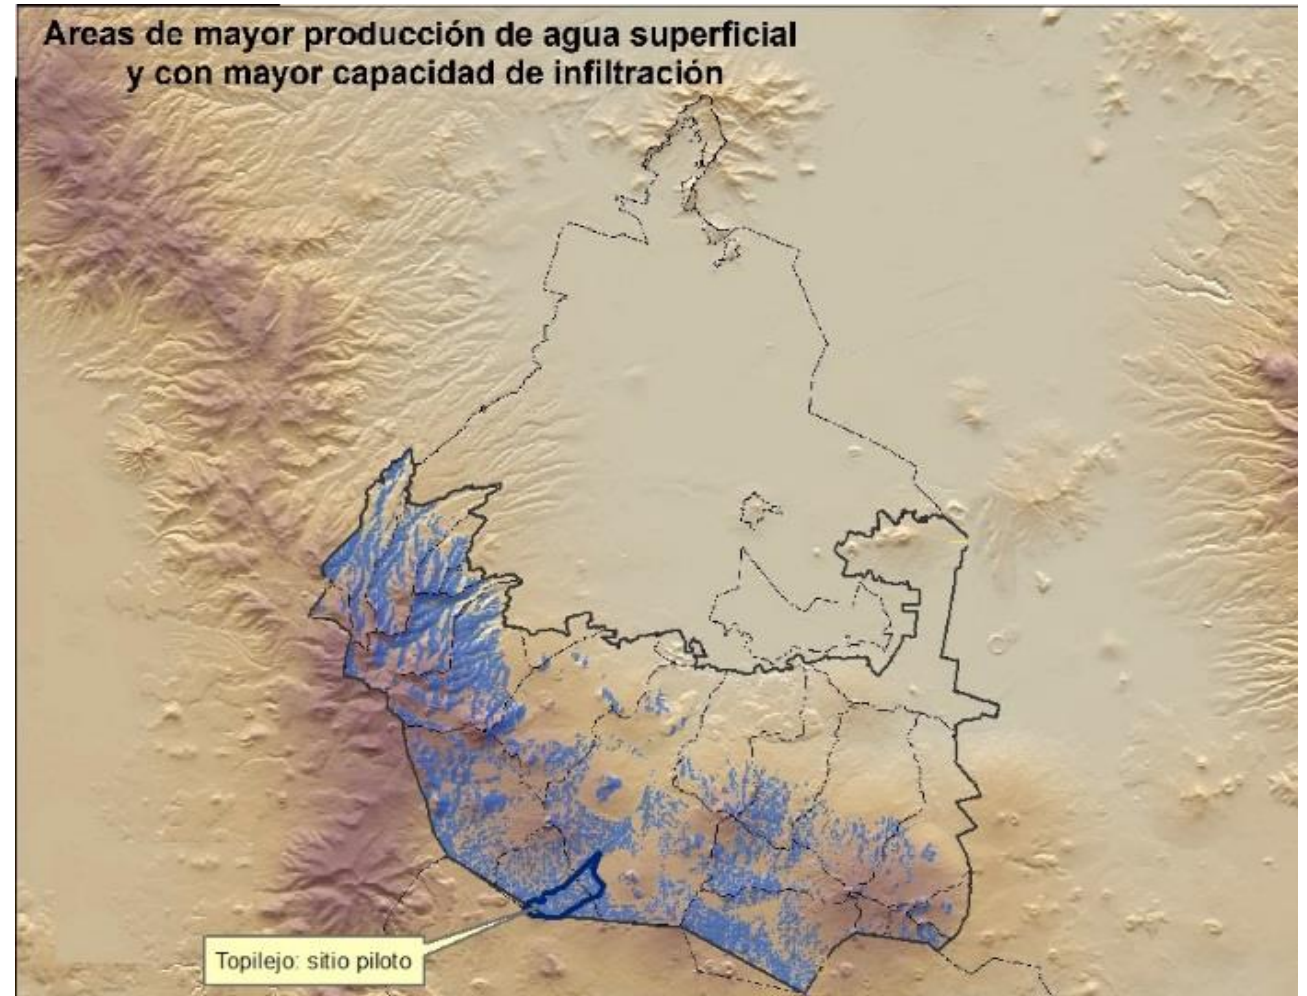 Areas de mayor producción de agua superficial
y con mayor capacidad de infiltración
Topilejo: sitio piloto